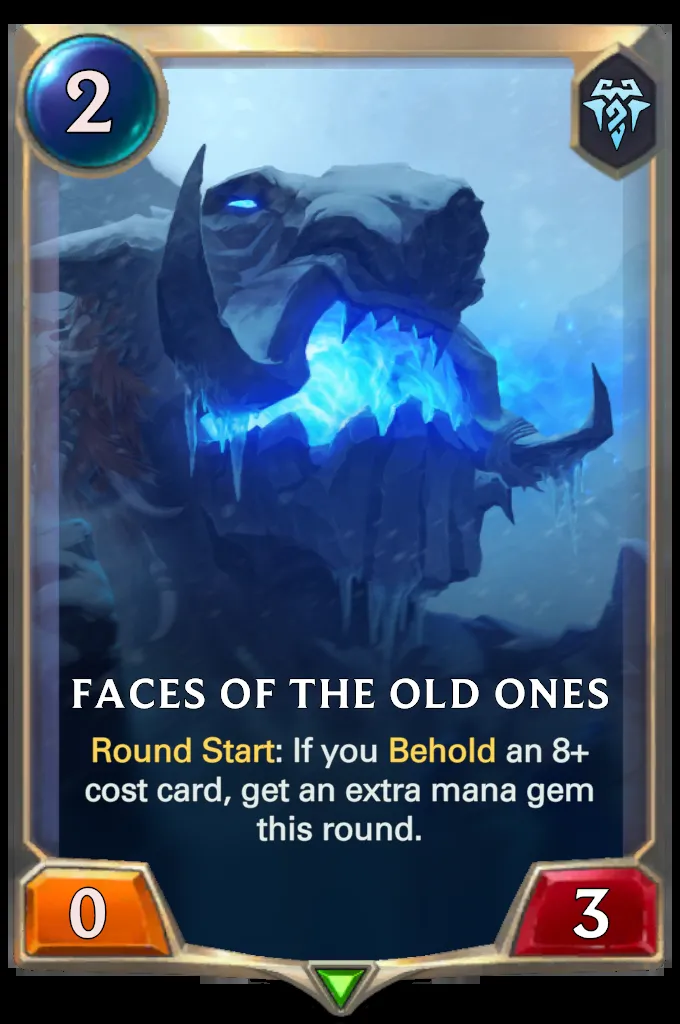 2
FACES OF THE OLD ONES
Round Start: If you Behold an 8+
cost card, get an extra mana gem
this round.
0
3